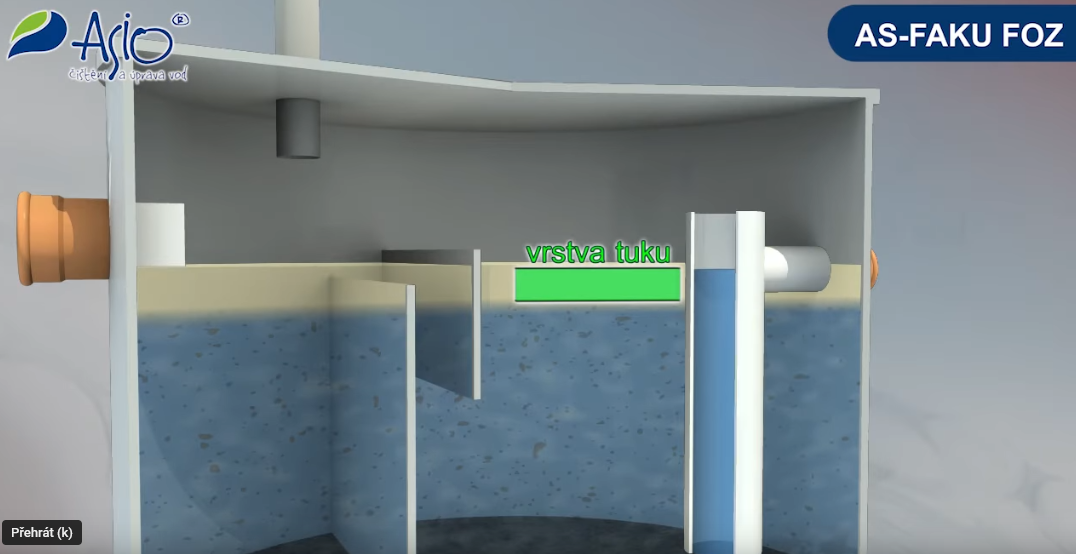 Asio®
čištění a úprava vod
AS-FAKU FOZ
vrstva tuku
Přehrát (k)